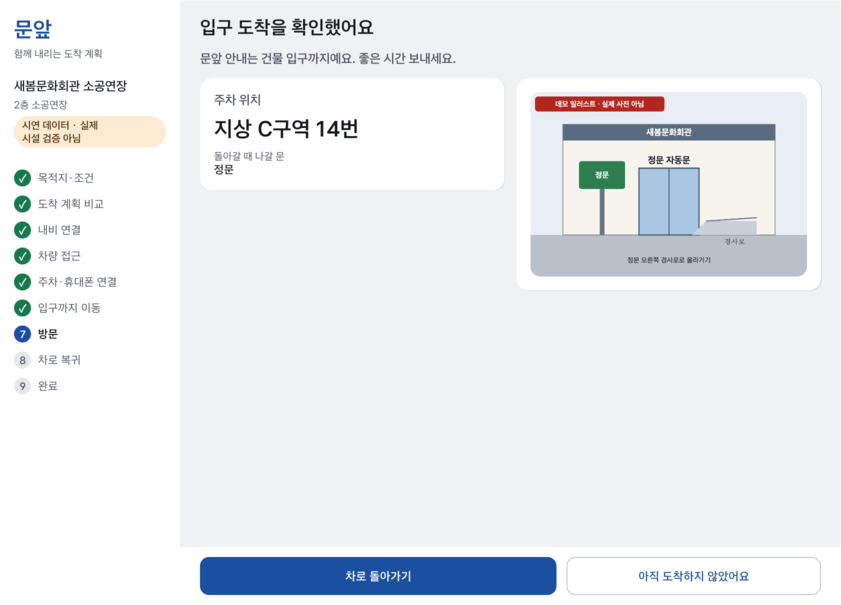 문앞
함께 내리는 도착 계획
새봄문화회관 소공연장
2층 소공연장
시연 데이터 · 실제
시설 검증 아님
목적지·조건
도착 계획 비교
내비 연결
차량 접근
주차·휴대폰 연결
입구까지 이동
7 방문
8 차로 복귀
9 완료
입구 도착을 확인했어요
문앞 안내는 건물 입구까지예요. 좋은 시간 보내세요.
주차 위치
지상 C구역 14번
돌아갈 때 나갈 문
정문
데모 일러스트 · 실제 사진 아님
새봄문화회관
정문 자동문
정문
경사로
정문 오른쪽 경사로로 올라가기
차로 돌아가기
아직 도착하지 않았어요